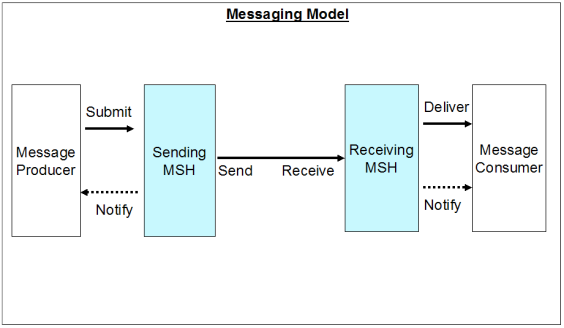 Messaging Model
Submit
Deliver
Message
Producer
Sending
MSH
Send
Receive
Receiving
MSH
Message
Consumer
Notify
Notify